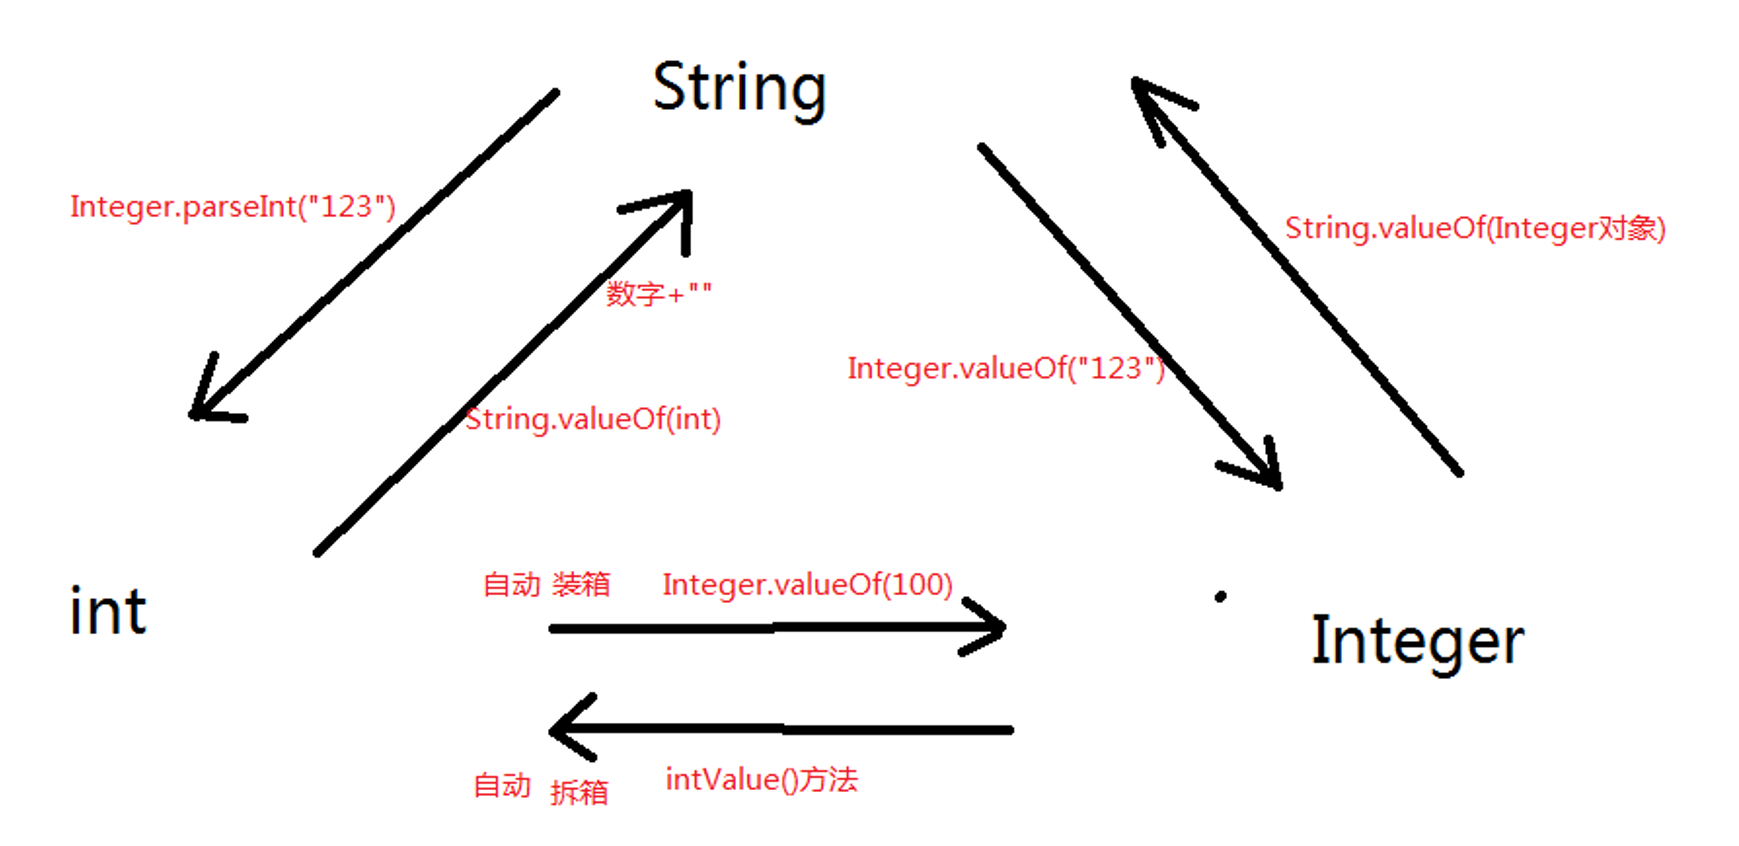 String
Integer.parseInt("123")
String.valueOf(Integer对象)
数字+""
Integer.valueOf("123")
String.valueOf(int)
int
自动 装箱 Integer.valueOf(100)
Integer
自动 拆箱 intValue()方法